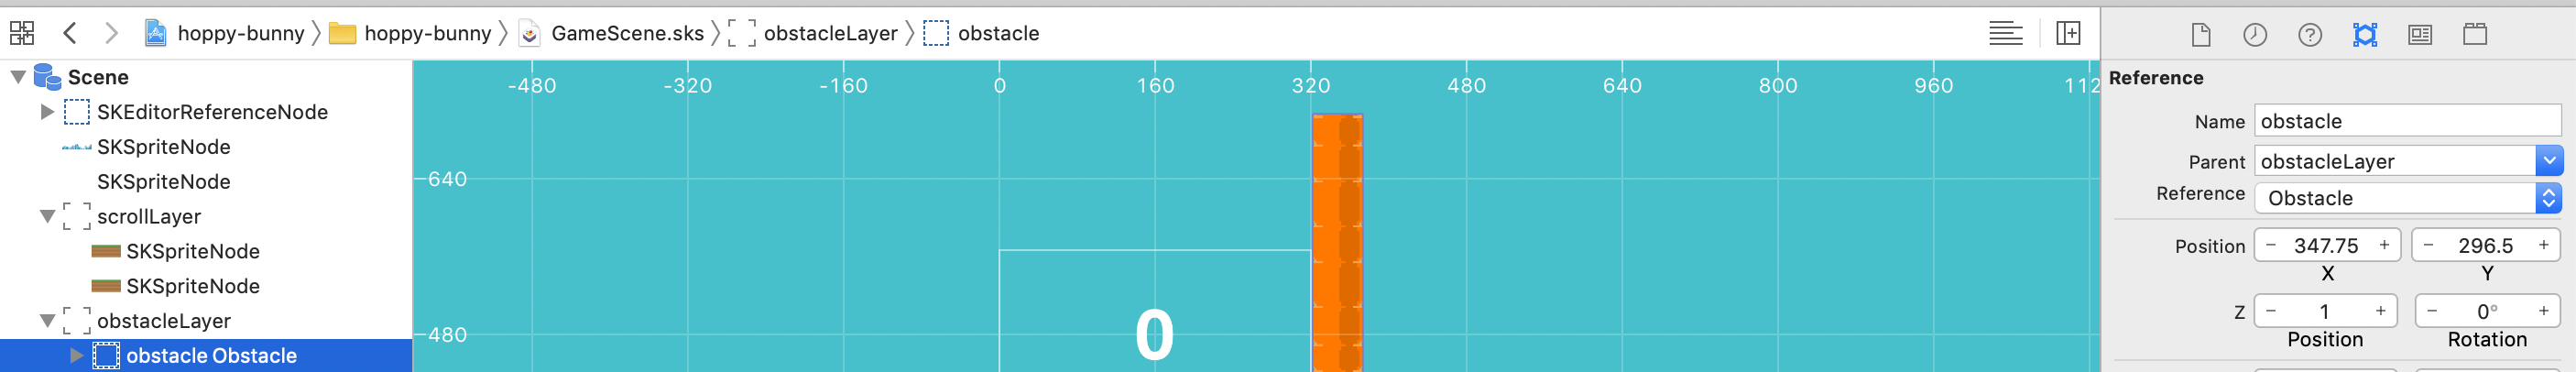 hoppy-bunny hoppy-bunny GameScene.sks obstacleLayer obstacle
Scene
SKEditorReferenceNode
SKSpriteNode
SKSpriteNode
scrollLayer
SKSpriteNode
SKSpriteNode
obstacleLayer
obstacle Obstacle
-480 -320 -160 0 160 320 480 640 800 960 112
640
480
0
Reference
Name obstacle
Parent obstacleLayer
Reference Obstacle
Position - 347.75 + - 296.5 +
X Y
Z - 1 + - 0° +
Position Rotation